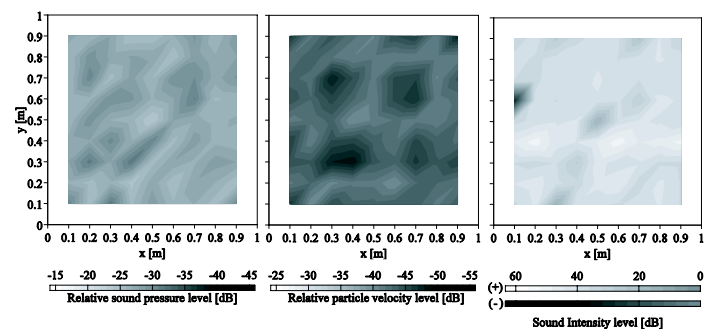 1
0.9
0.8
0.7
0.6
0.5
0.4
0.3
0.2
0.1
0
y [m]
0 0.1 0.2 0.3 0.4 0.5 0.6 0.7 0.8 0.9 1
x [m]
0 0.1 0.2 0.3 0.4 0.5 0.6 0.7 0.8 0.9 1
x [m]
0 0.1 0.2 0.3 0.4 0.5 0.6 0.7 0.8 0.9 1
x [m]
-15 -20 -25 -30 -35 -40 -45
Relative sound pressure level [dB]
-25 -30 -35 -40 -45 -50 -55
Relative particle velocity level [dB]
60 40 20 0
(+)
(-)
Sound Intensity level [dB]